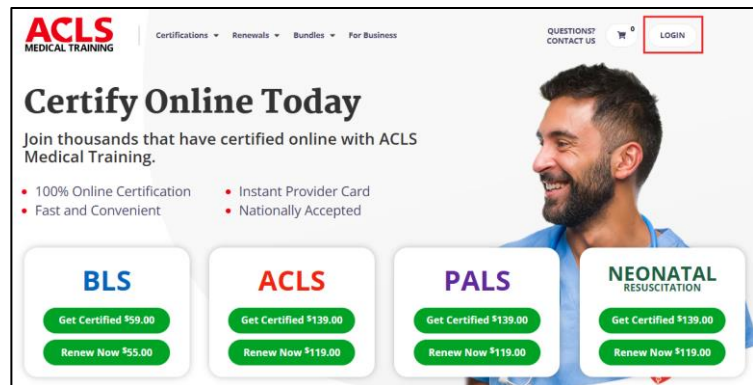 ACLS
MEDICAL TRAINING
Certifications
Renewals
Bundles
For Business
QUESTIONS?
CONTACT US
0
LOGIN
Certify Online Today
Join thousands that have certified online with ACLS
Medical Training.
100% Online Certification
Instant Provider Card
Fast and Convenient
Nationally Accepted
BLS
Get Certified $59.00
Renew Now $55.00
ACLS
Get Certified $139.00
Renew Now $119.00
PALS
Get Certified $139.00
Renew Now $119.00
NEONATAL
RESUSCITATION
Get Certified $139.00
Renew Now $119.00